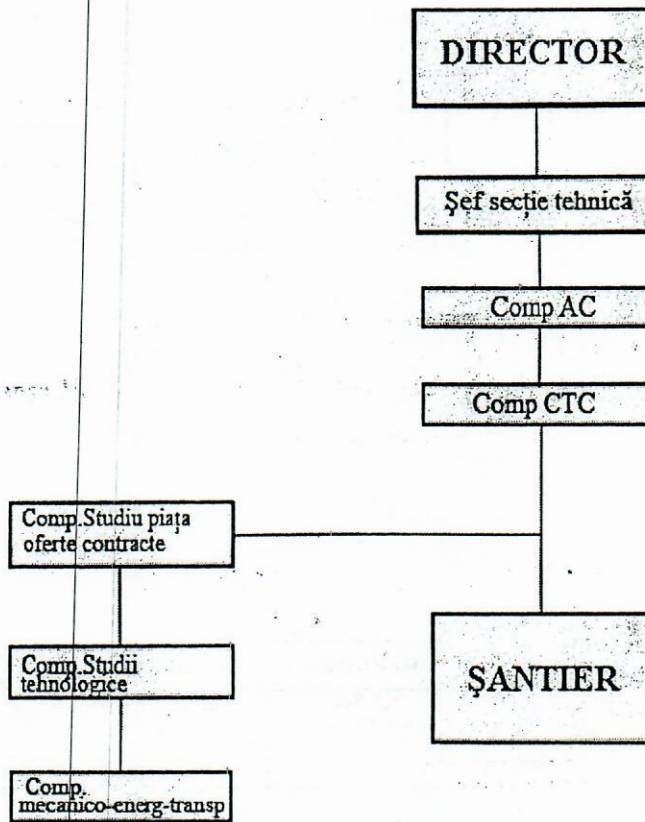 DIRECTOR
Şef secţie tehnică
Comp AC
Comp CTC
Comp.Studiu piaţa
oferte contracte
Comp.Studii
tehnologice
ŞANTIER
Comp.
mecanico-energ-transp